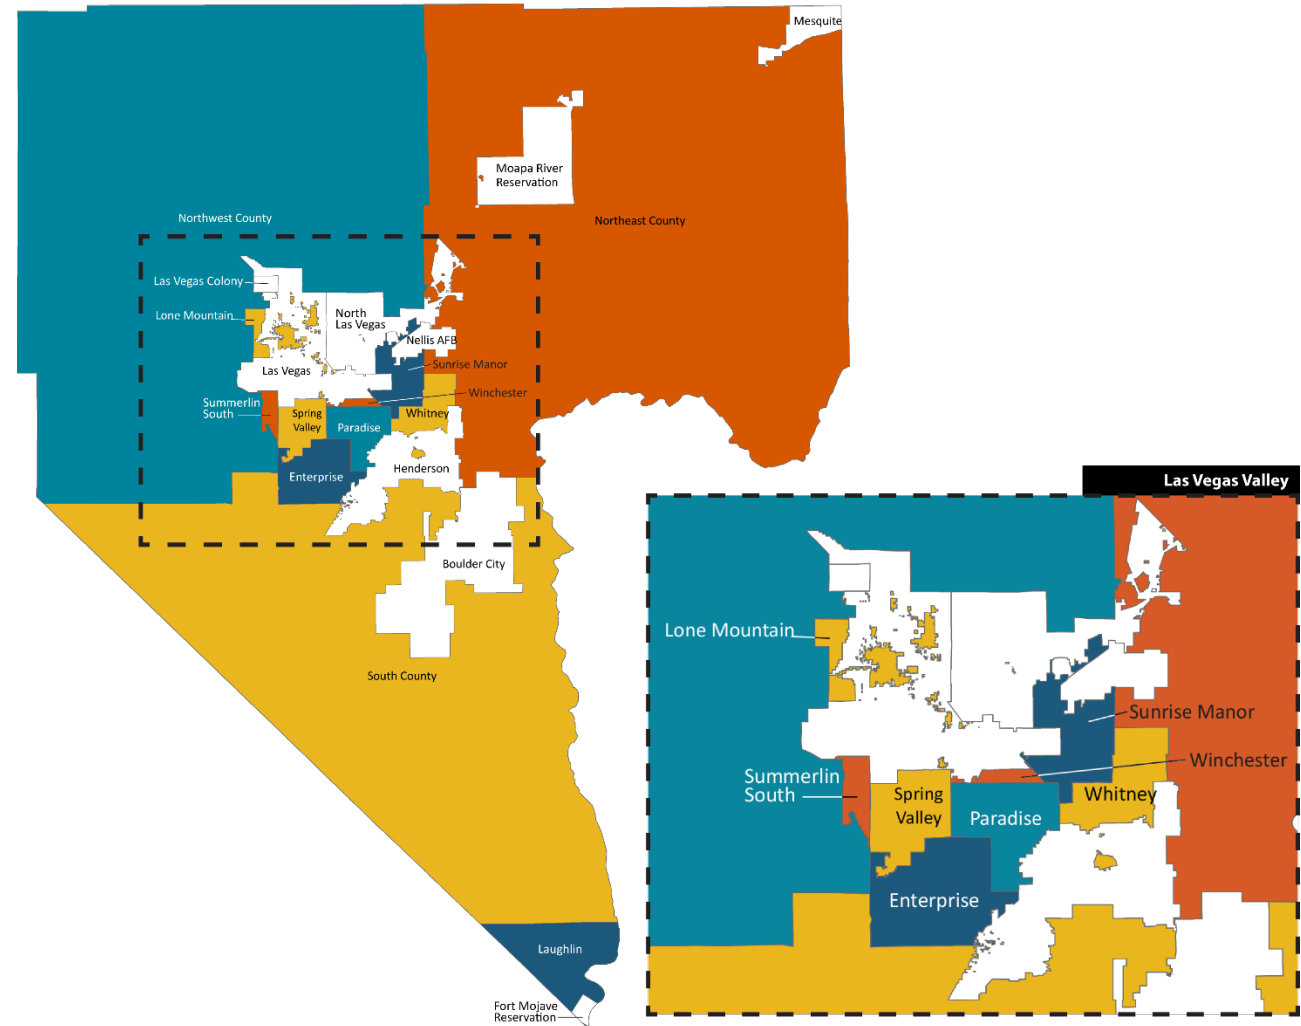 Mesquite
Moapa River
Reservation
Northwest County
Northeast County
Las Vegas Colony
Lone Mountain
North
Las Vegas
Nellis AFB
Las Vegas
Sunrise Manor
Winchester
Summerlin
South
Spring
Valley
Paradise
Whitney
Henderson
Enterprise
Boulder City
South County
Laughlin
Fort Mojave
Reservation
Las Vegas Valley
Lone Mountain
Sunrise Manor
Winchester
Summerlin
South
Spring
Valley
Paradise
Whitney
Enterprise